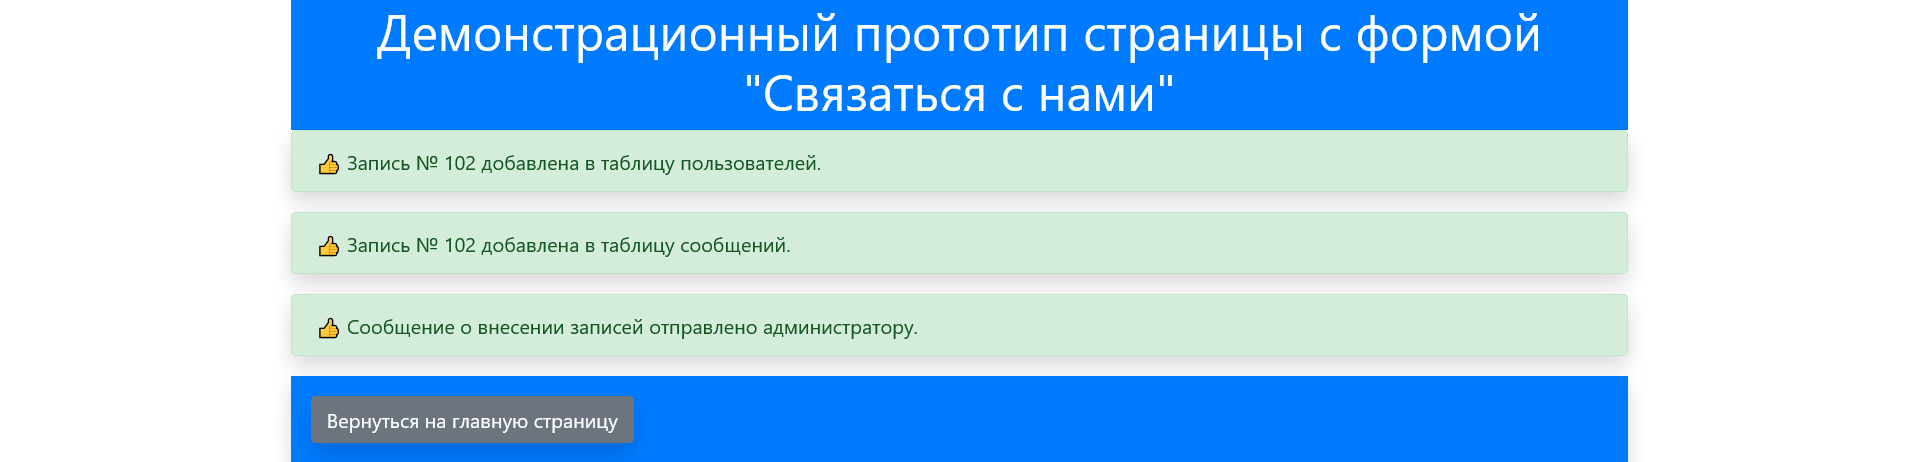 Демонстрационный прототип страницы с формой
"Связаться с нами"
Запись № 102 добавлена в таблицу пользователей.
Запись № 102 добавлена в таблицу сообщений.
Сообщение о внесении записей отправлено администратору.
Вернуться на главную страницу